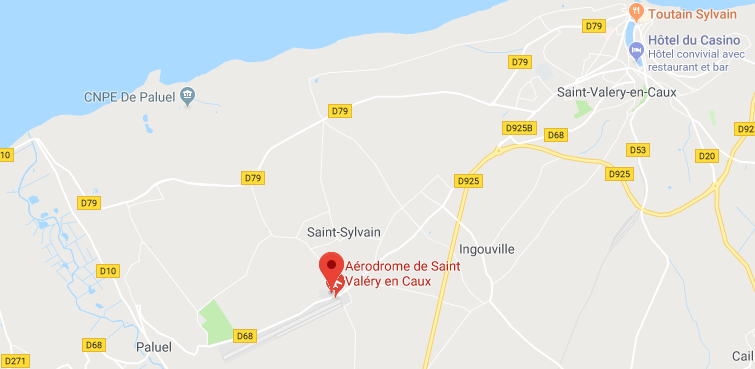 Toutain Sylvain
D79
Hôtel du Casino
Hôtel convivial avec
restaurant et bar
D79
CNPE De Paluel
Saint-Valery-en-Caux
D79
D925B
D68
D92
D53
10
D20
D79
D925
D925
D79
Saint-Sylvain
Ingouville
D10
Aérodrome de Saint
Valéry en Caux
D68
D68
Paluel
D271
Cail